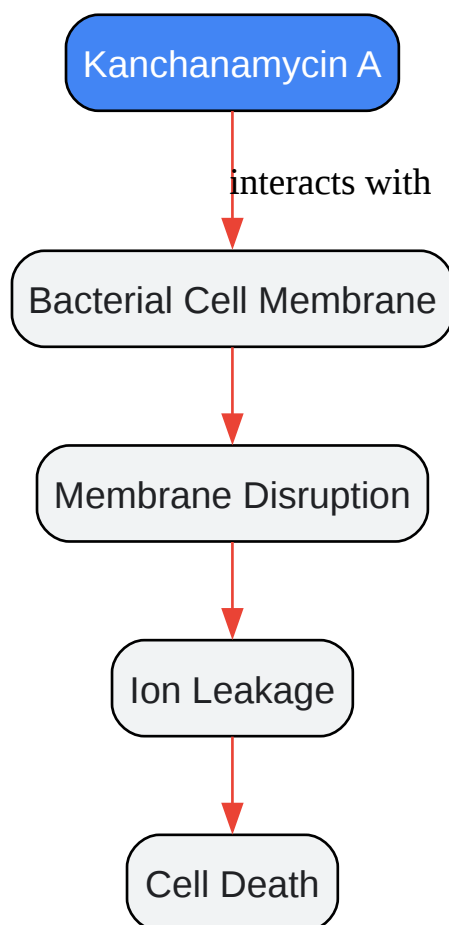 Kanchanamycin A
interacts with
Bacterial Cell Membrane
Membrane Disruption
Ion Leakage
Cell Death